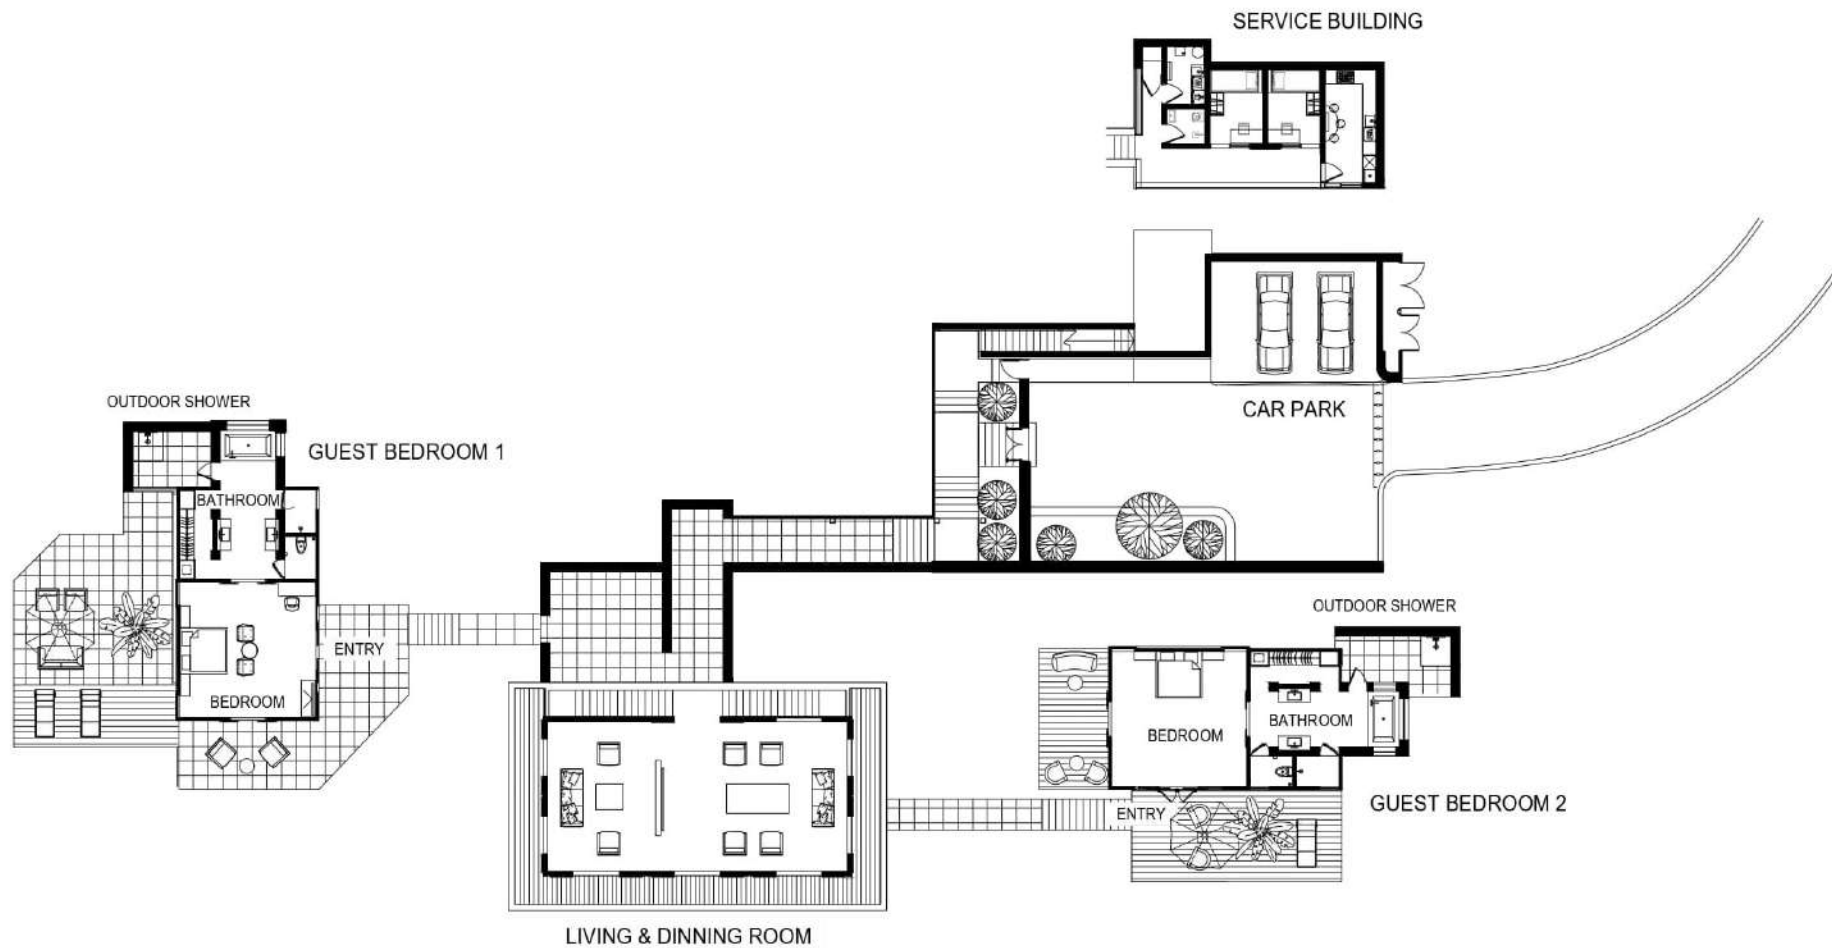 SERVICE BUILDING
OUTDOOR SHOWER
CAR PARK
GUEST BEDROOM 1
BATHROOM
OUTDOOR SHOWER
ENTRY
BEDROOM
BATHROOM
BEDROOM
GUEST BEDROOM 2
ENTRY
LIVING & DINNING ROOM